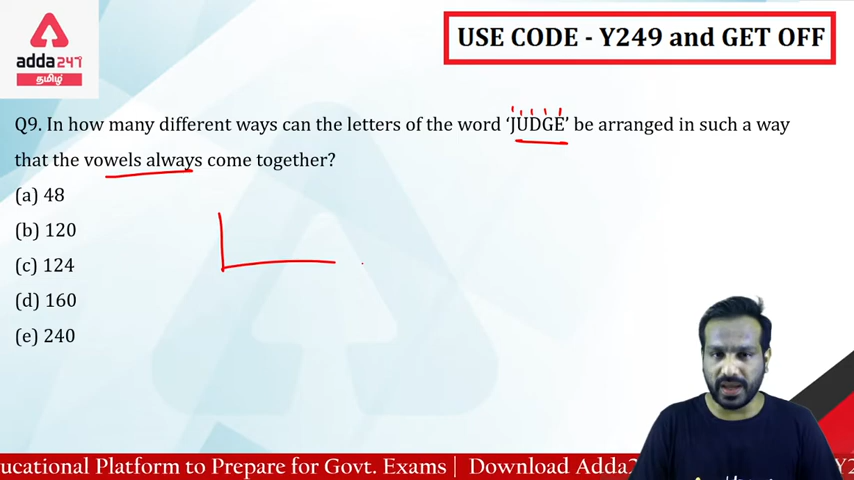 adda247
தமிழ்
USE CODE - Y249 and GET OFF
Q9. In how many different ways can the letters of the word ‘JUDGE’ be arranged in such a way
that the vowels always come together?
(a) 48
(b) 120
(c) 124
(d) 160
(e) 240
ucational Platform to Prepare for Govt. Exams | Download Adda2